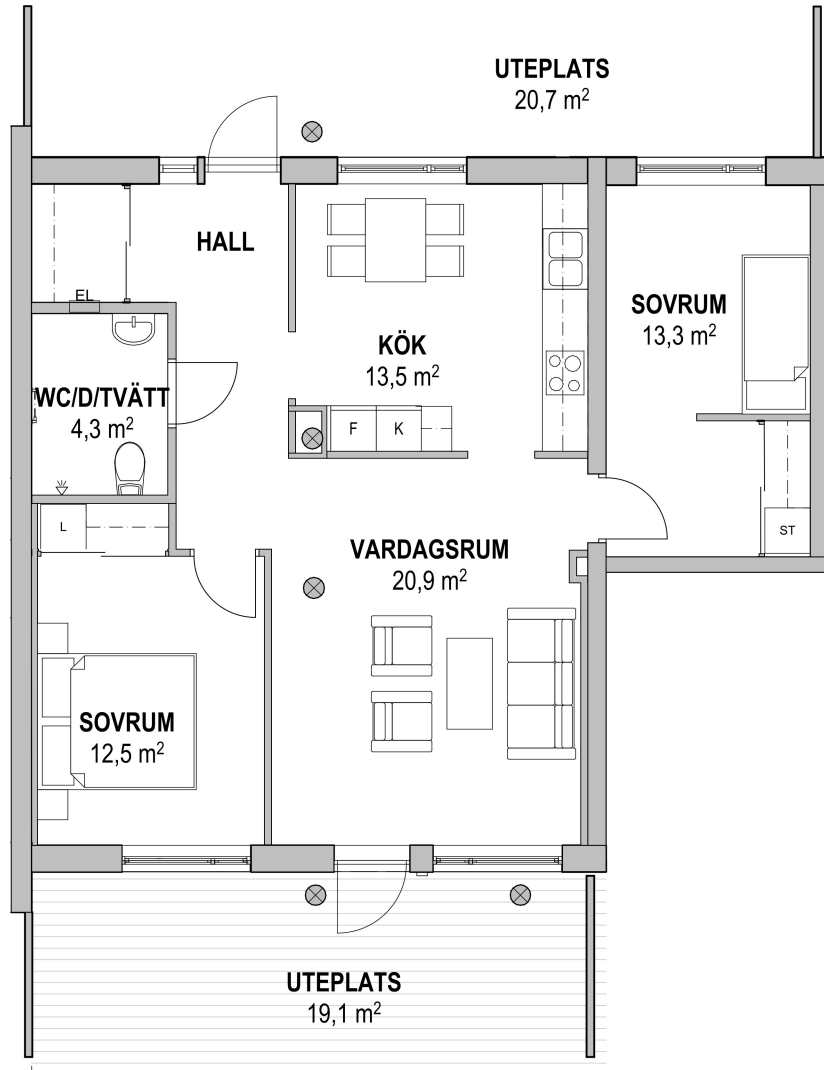 UTEPLATS
20,7 m²
HALL
EL
SOVRUM
13,3 m²
KÖK
13,5 m²
WC/D/TVÄTT
4,3 m²
F
K
L
ST
VARDAGSRUM
20,9 m²
SOVRUM
12,5 m²
UTEPLATS
19,1 m²